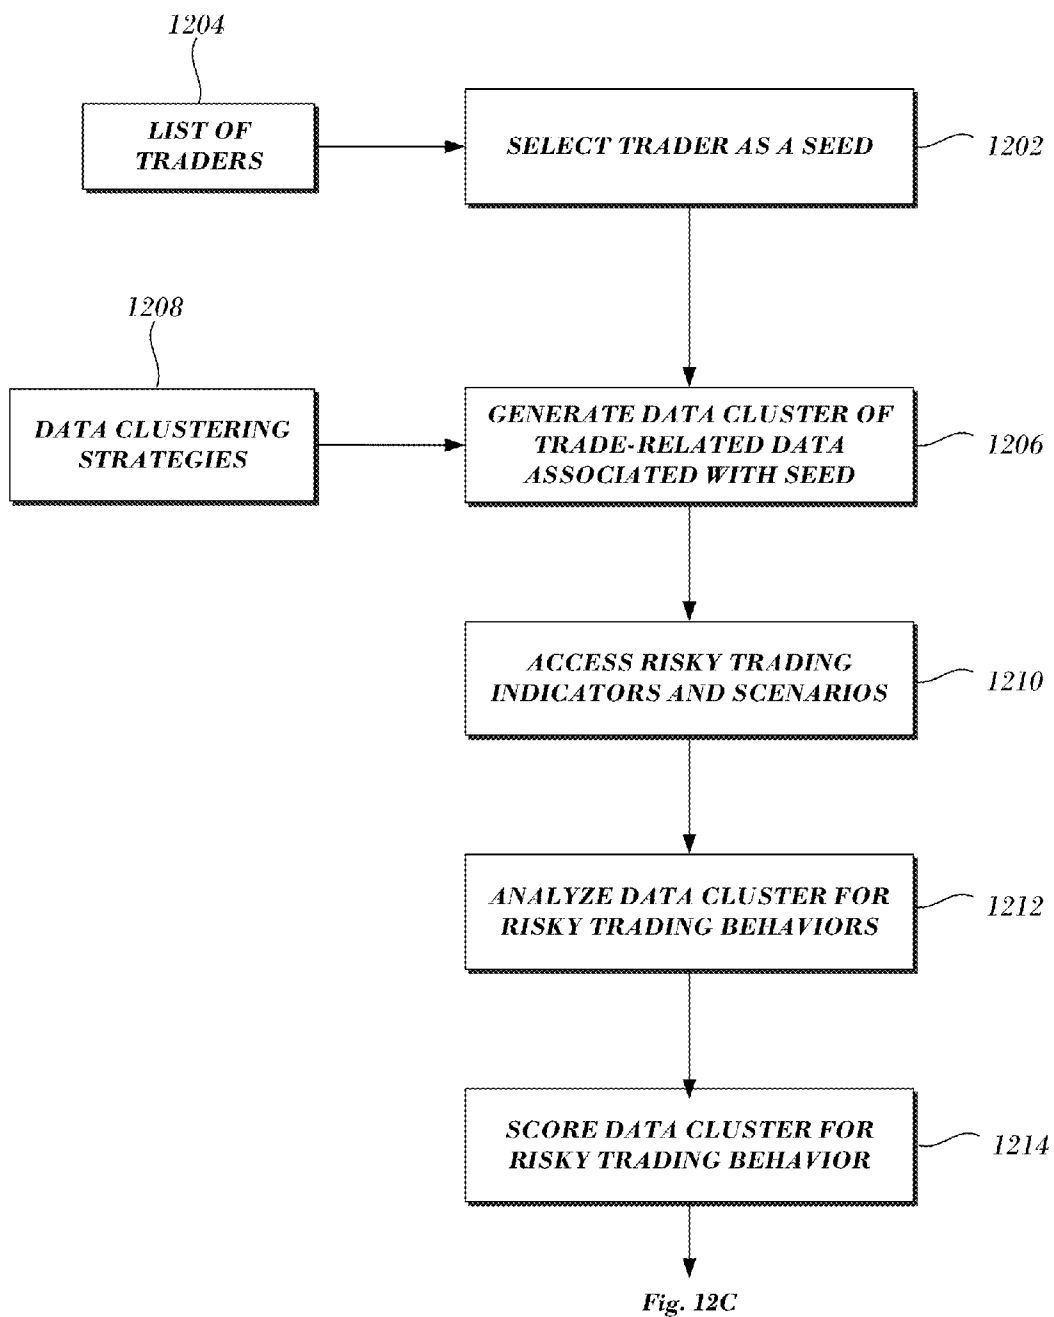 1204
LIST OF
TRADERS
SELECT TRADER AS A SEED
1202
1208
DATA CLUSTERING
STRATEGIES
GENERATE DATA CLUSTER OF
TRADE-RELATED DATA
ASSOCIATED WITH SEED
1206
ACCESS RISKY TRADING
INDICATORS AND SCENARIOS
1210
ANALYZE DATA CLUSTER FOR
RISKY TRADING BEHAVIORS
1212
SCORE DATA CLUSTER FOR
RISKY TRADING BEHAVIOR
1214
Fig. 12C